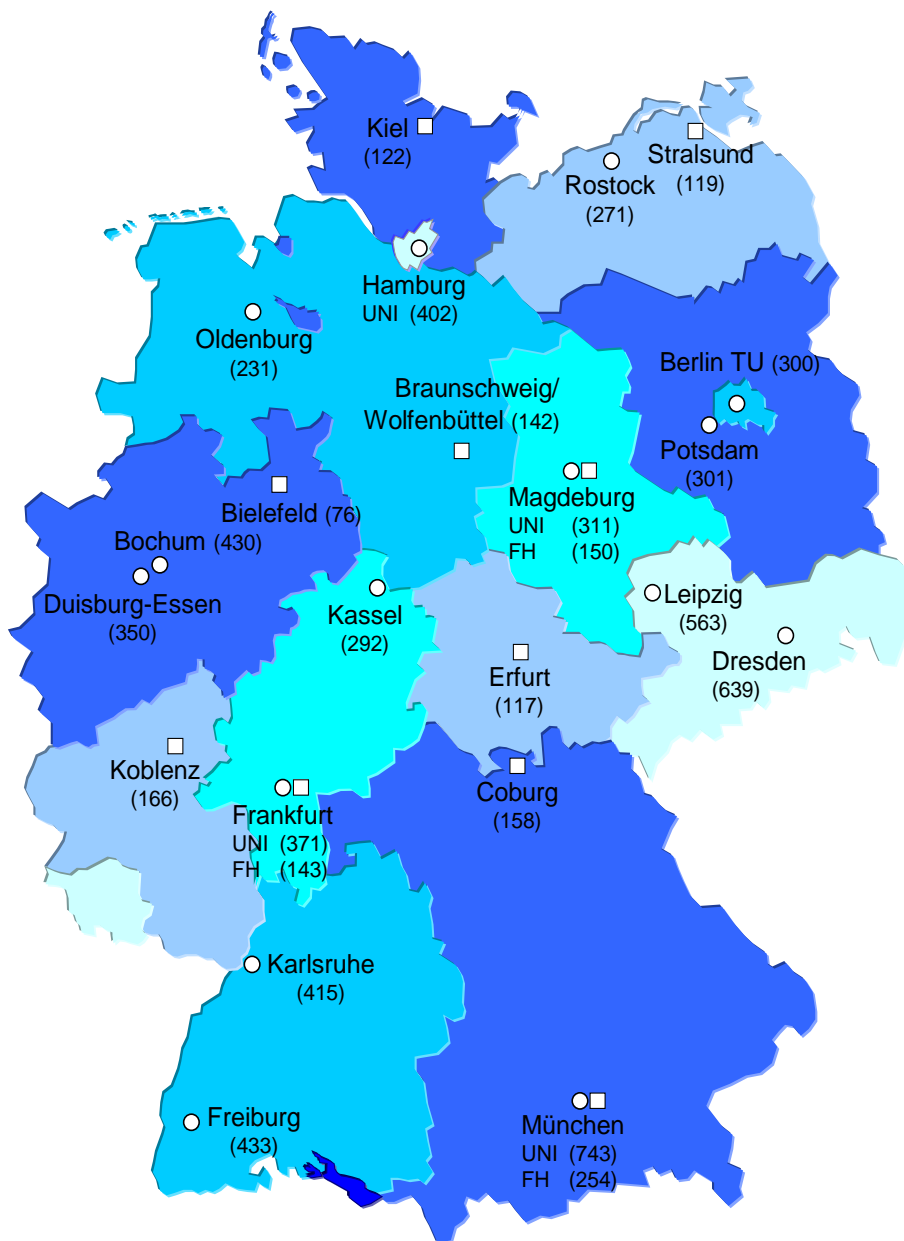 Kiel
(122)
Stralsund
(119)
Rostock
(271)
Hamburg
UNI (402)
Oldenburg
(231)
Berlin TU (300)
Braunschweig/
Wolfenbüttel (142)
Potsdam
(301)
Magdeburg
UNI (311)
FH (150)
Bielefeld (76)
Bochum (430)
Duisburg-Essen
(350)
Kassel
(292)
Leipzig
(563)
Dresden
(639)
Erfurt
(117)
Koblenz
(166)
Coburg
(158)
Frankfurt
UNI (371)
FH (143)
Karlsruhe
(415)
Freiburg
(433)
München
UNI (743)
FH (254)